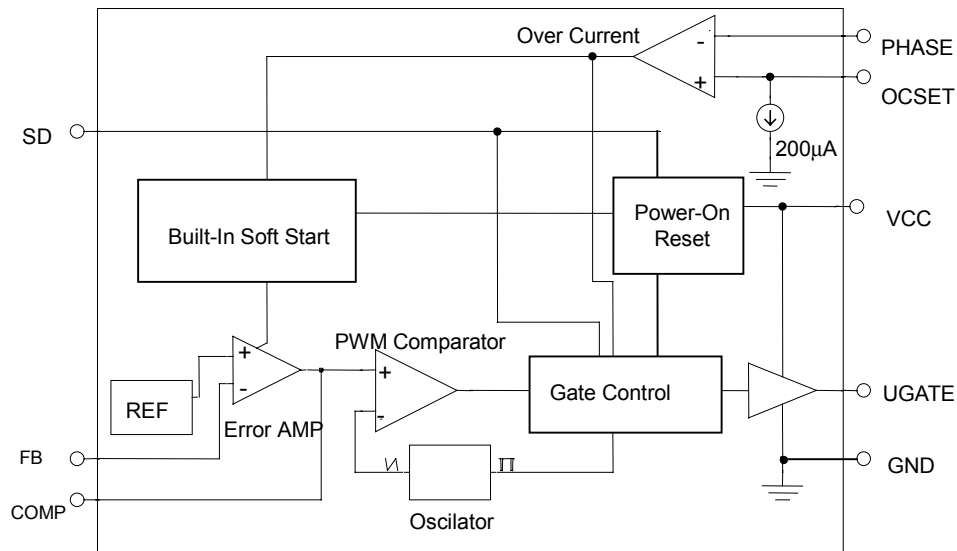 Over Current
-
PHASE
+
OCSET
SD
200μA
Built-In Soft Start
Power-On
Reset
VCC
PWM Comparator
+
+
-
REF
-
Gate Control
UGATE
Error AMP
FB
GND
COMP
Oscilator